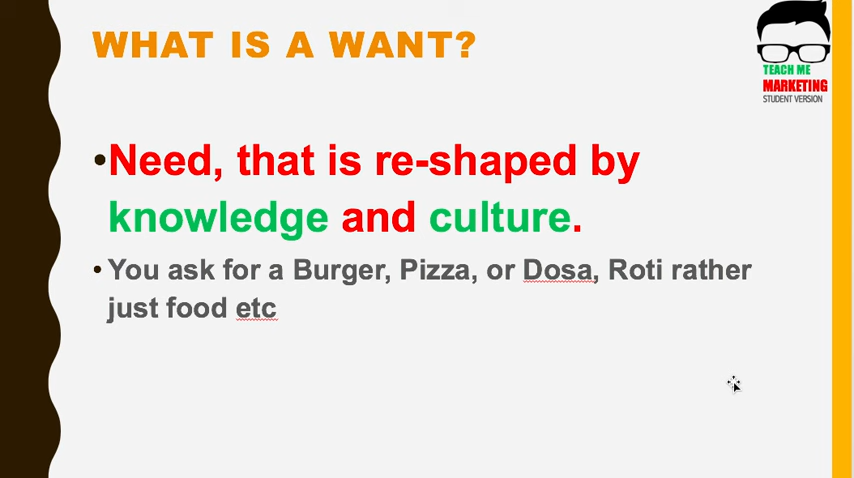 WHAT IS A WANT?
TEACH ME
MARKETING
STUDENT VERSION
•Need, that is re-shaped by
knowledge and culture.
• You ask for a Burger, Pizza, or Dosa, Roti rather
just food etc